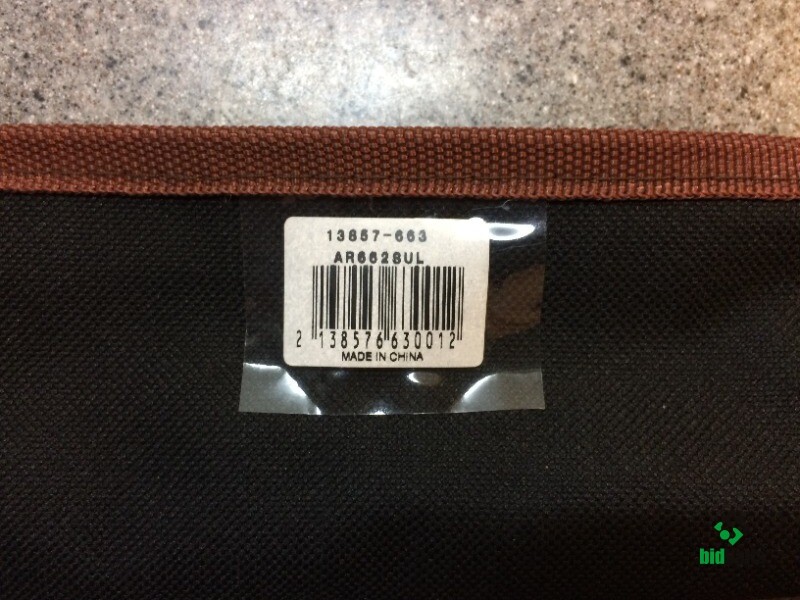 13857-663
AR6628UL
2 138576 630012
MADE IN CHINA
bid